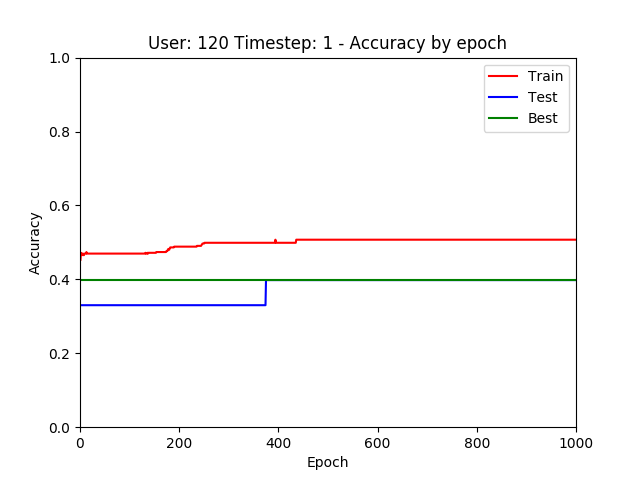 User: 120 Timestep: 1 - Accuracy by epoch
1.0
0.8
0.6
0.4
0.2
0.0
Accuracy
Train
Test
Best
0 200 400 600 800 1000
Epoch